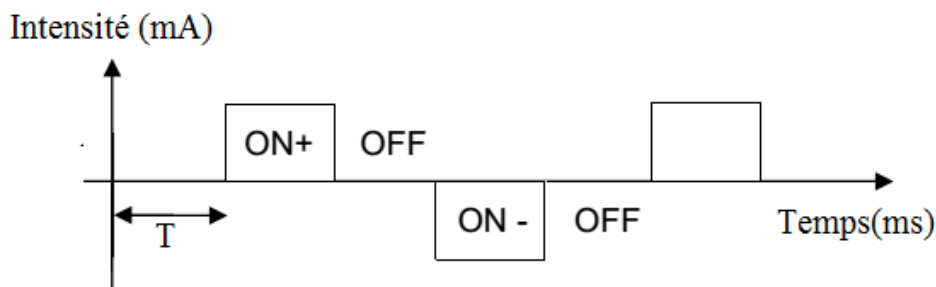 Intensité (mA)
ON+ OFF
ON - OFF
T
Temps(ms)